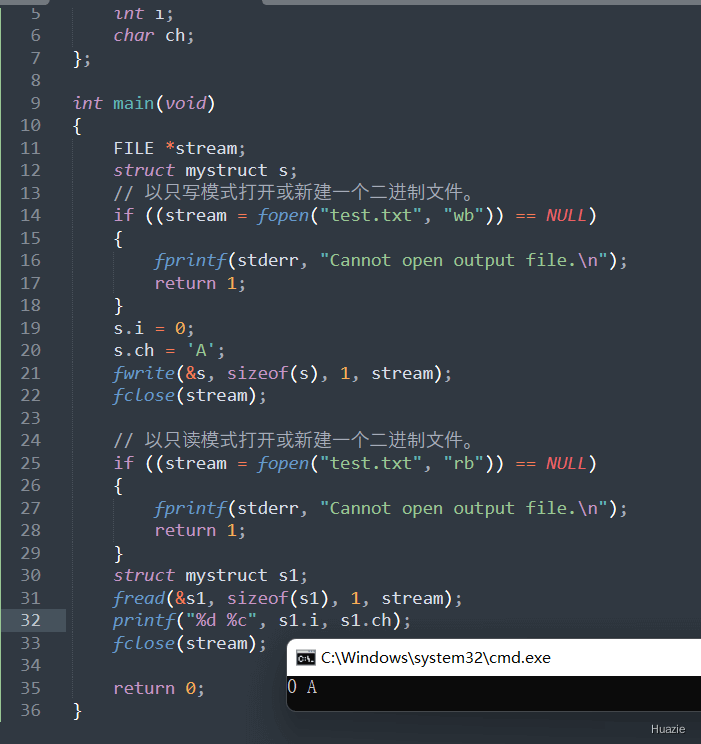 5 int i;
6 char ch;
7 };
8
9 int main(void)
10 {
11 FILE *stream;
12 struct mystruct s;
13 // 以只写模式打开或新建一个二进制文件。
14 if ((stream = fopen("test.txt", "wb")) == NULL)
15 {
16 fprintf(stderr, "Cannot open output file.\n");
17 return 1;
18 }
19 s.i = 0;
20 s.ch = 'A';
21 fwrite(&s, sizeof(s), 1, stream);
22 fclose(stream);
23
24 // 以只读模式打开或新建一个二进制文件。
25 if ((stream = fopen("test.txt", "rb")) == NULL)
26 {
27 fprintf(stderr, "Cannot open output file.\n");
28 return 1;
29 }
30 struct mystruct s1;
31 fread(&s1, sizeof(s1), 1, stream);
32 printf("%d %c", s1.i, s1.ch);
33 fclose(stream);
34
35 return 0;
36 }
C:\Windows\system32\cmd.exe
0 A
Huazie